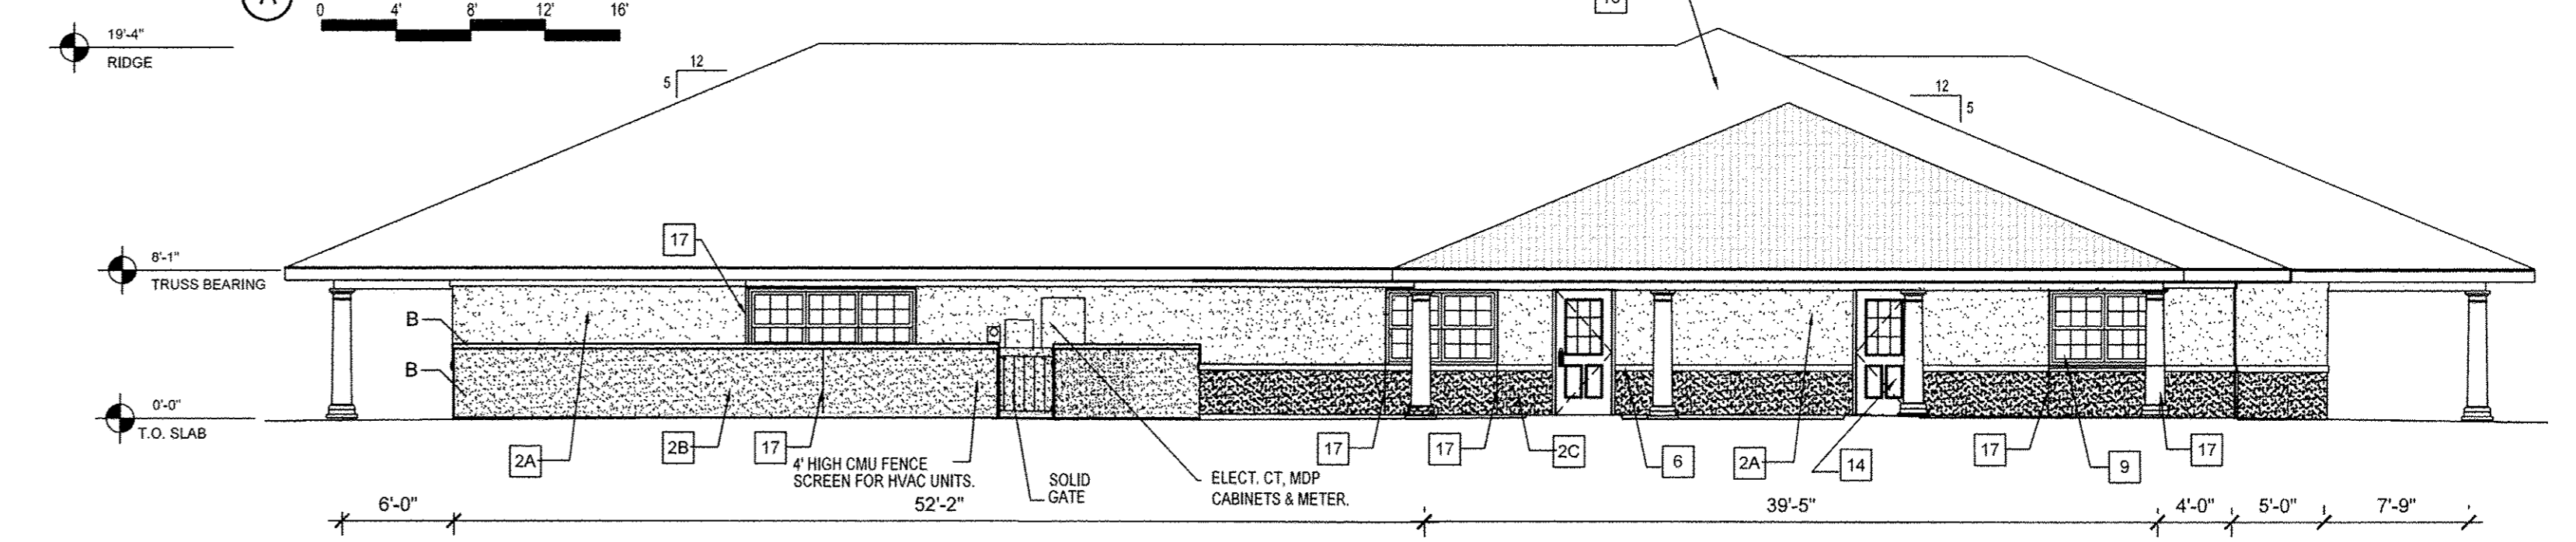 A
0 4' 8' 12' 16'
19'-4"
RIDGE
12
5
12
5
17
8'-1"
TRUSS BEARING
B
B
0'-0"
T.O. SLAB
2A
2B
17
4' HIGH CMU FENCE
SCREEN FOR HVAC UNITS.
SOLID
GATE
ELECT. CT, MDP
CABINETS & METER.
17
17
2C
6
2A
14
17
9
17
6'-0" 52'-2" 39'-5" 4'-0" 5'-0" 7'-9"